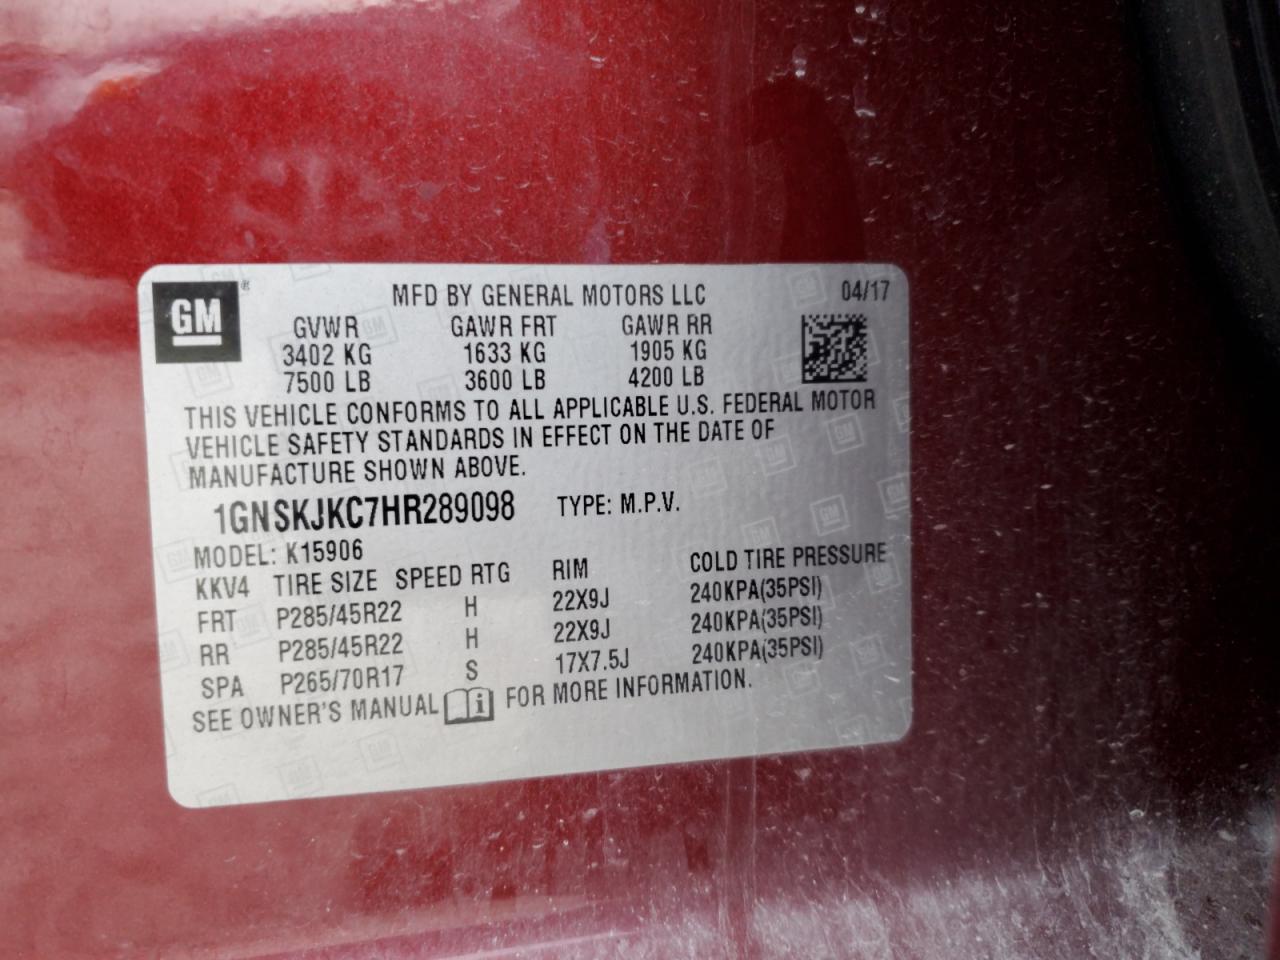 GM®
MFD BY GENERAL MOTORS LLC 04/17
GVWR GAWR FRT GAWR RR
3402 KG 1633 KG 1905 KG
7500 LB 3600 LB 4200 LB
THIS VEHICLE CONFORMS TO ALL APPLICABLE U.S. FEDERAL MOTOR
VEHICLE SAFETY STANDARDS IN EFFECT ON THE DATE OF
MANUFACTURE SHOWN ABOVE.
1GNSKJKC7HR289098 TYPE: M.P.V.
MODEL: K15906
KKV4 TIRE SIZE SPEED RTG RIM COLD TIRE PRESSURE
FRT P285/45R22 H 22X9J 240KPA(35PSI)
RR P285/45R22 H 22X9J 240KPA(35PSI)
SPA P265/70R17 S 17X7.5J 240KPA(35PSI)
SEE OWNER'S MANUAL i FOR MORE INFORMATION.